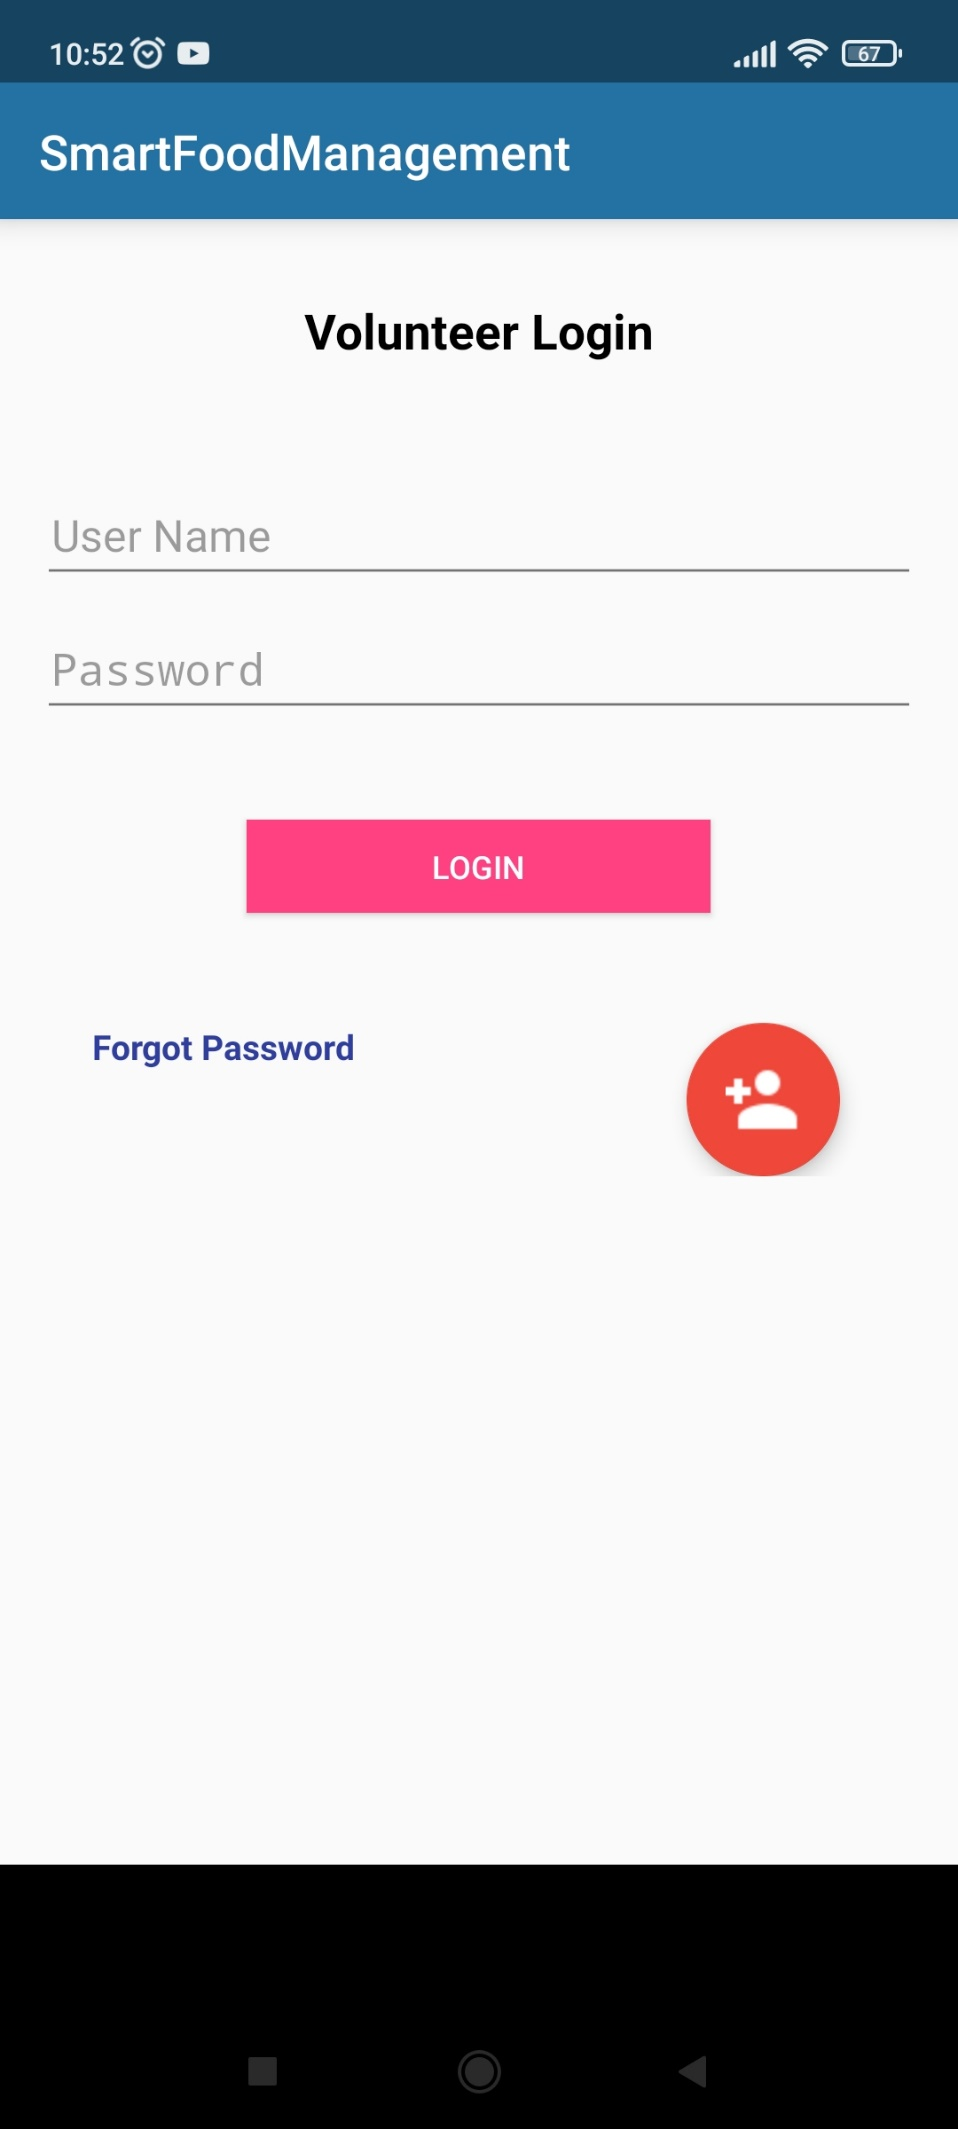 10:52
67
SmartFoodManagement
Volunteer Login
User Name
Password
LOGIN
Forgot Password